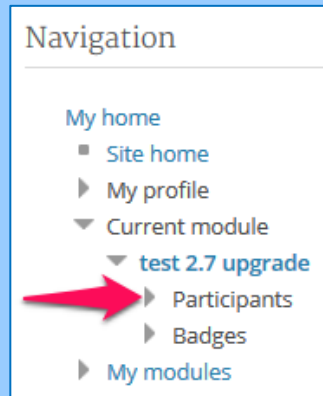 Navigation
My home
Site home
My profile
Current module
test 2.7 upgrade
Participants
Badges
My modules